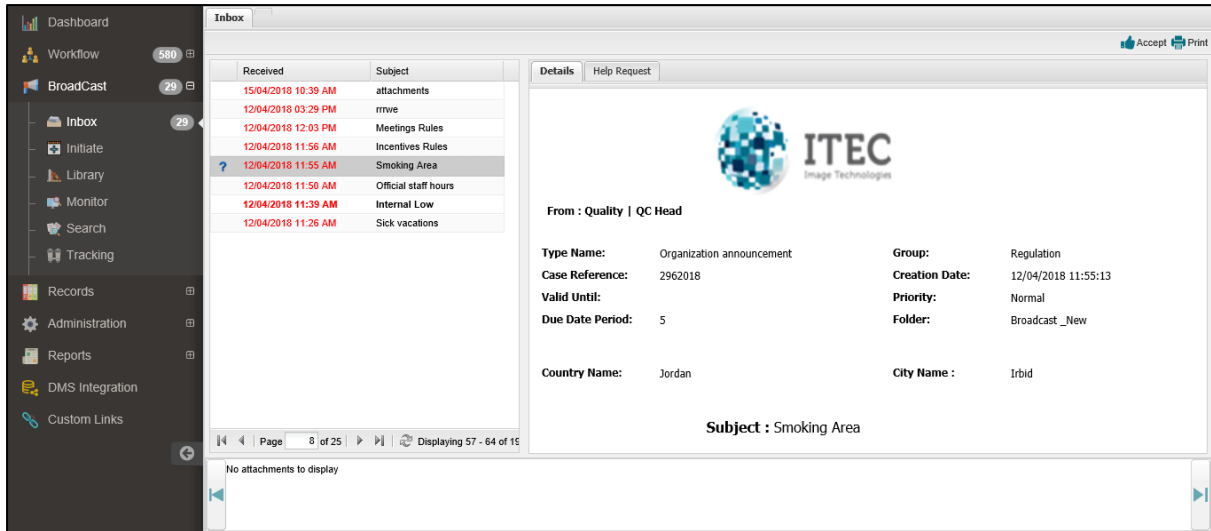 Dashboard
Workflow 580
BroadCast 29
Inbox 29
Initiate
Library
Monitor
Search
Tracking
Records
Administration
Reports
DMS Integration
Custom Links
Inbox
Accept Print
Received Subject
15/04/2018 10:39 AM attachments
12/04/2018 03:29 PM rrrwe
12/04/2018 12:03 PM Meetings Rules
12/04/2018 11:56 AM Incentives Rules
? 12/04/2018 11:55 AM Smoking Area
12/04/2018 11:50 AM Official staff hours
12/04/2018 11:39 AM Internal Low
12/04/2018 11:26 AM Sick vacations
Page 8 of 25 Displaying 57 - 64 of 19
Details Help Request
ITEC
Image Technologies
From : Quality | QC Head
Type Name: Organization announcement Group: Regulation
Case Reference: 2962018 Creation Date: 12/04/2018 11:55:13
Valid Until: Priority: Normal
Due Date Period: 5 Folder: Broadcast _New
Country Name: Jordan City Name : Irbid
Subject : Smoking Area
No attachments to display